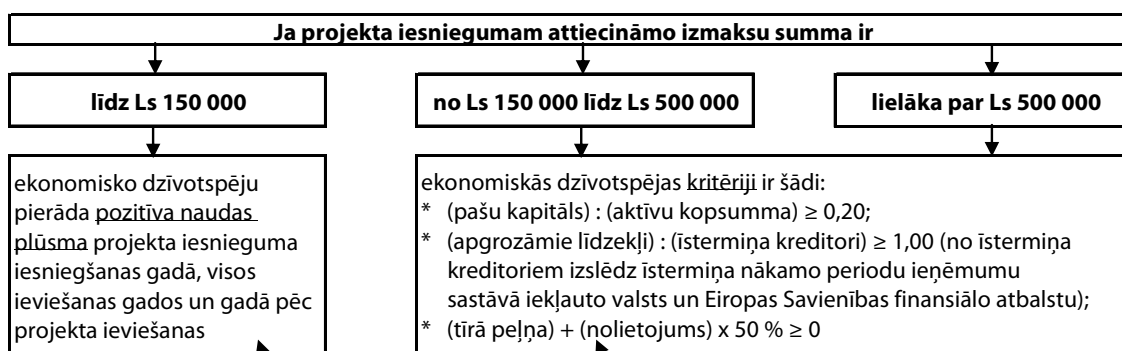 Ja projekta iesniegumam attiecināmo izmaksu summa ir
līdz Ls 150 000
no Ls 150 000 līdz Ls 500 000
lielāka par Ls 500 000
ekonomisko dzīvotspēju
pierāda pozitīva naudas
plūsma projekta iesnieguma
iesniegšanas gadā, visos
ieviešanas gados un gadā pēc
projekta ieviešanas
ekonomiskās dzīvotspējas kritēriji ir šādi:
* (pašu kapitāls) : (aktīvu kopsumma) ≥ 0,20;
* (apgrozāmie līdzekļi) : (īstermiņa kreditori) ≥ 1,00 (no īstermiņa
kreditoriem izslēdz īstermiņa nākamo periodu ieņēmumu
sastāvā iekļauto valsts un Eiropas Savienības finansiālo atbalstu);
* (tīrā peļņa) + (nolietojums) x 50 % ≥ 0